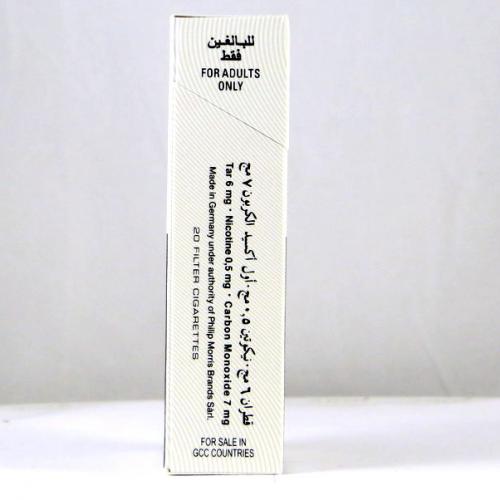 للبالغين
فقط
FOR ADULTS
ONLY
قطران ٦ مج · نيكوتين ٠,٥ مج · أول أكسيد الكربون ٧ مج
Tar 6 mg · Nicotine 0,5 mg · Carbon Monoxide 7 mg
Made in Germany under authority of Philip Morris Brands Sàrl.
20 FILTER CIGARETTES
FOR SALE IN
GCC COUNTRIES